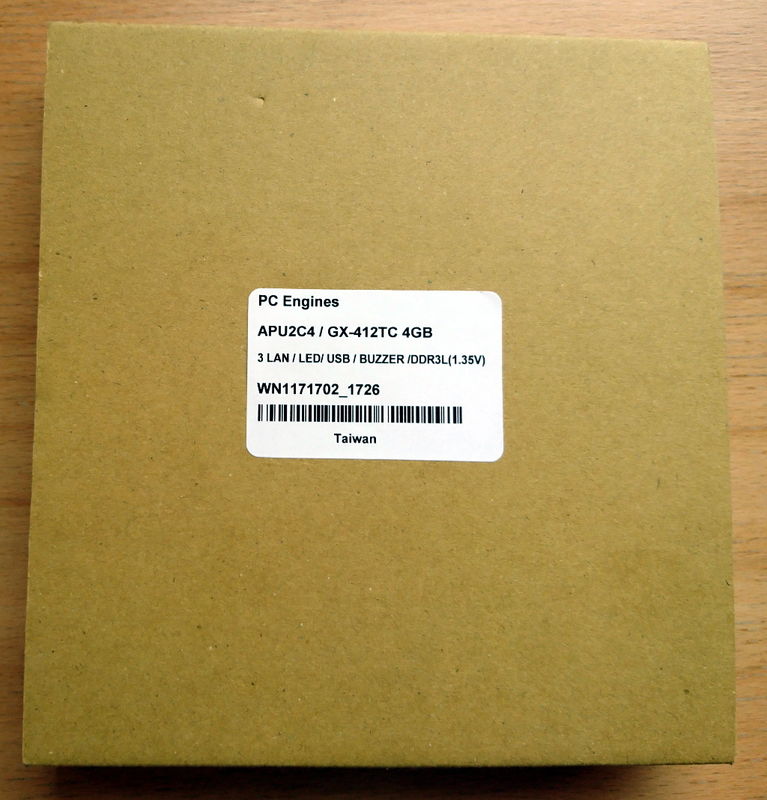 PC Engines
APU2C4 / GX-412TC 4GB
3 LAN / LED/ USB / BUZZER /DDR3L(1.35V)
WN1171702_1726
Taiwan